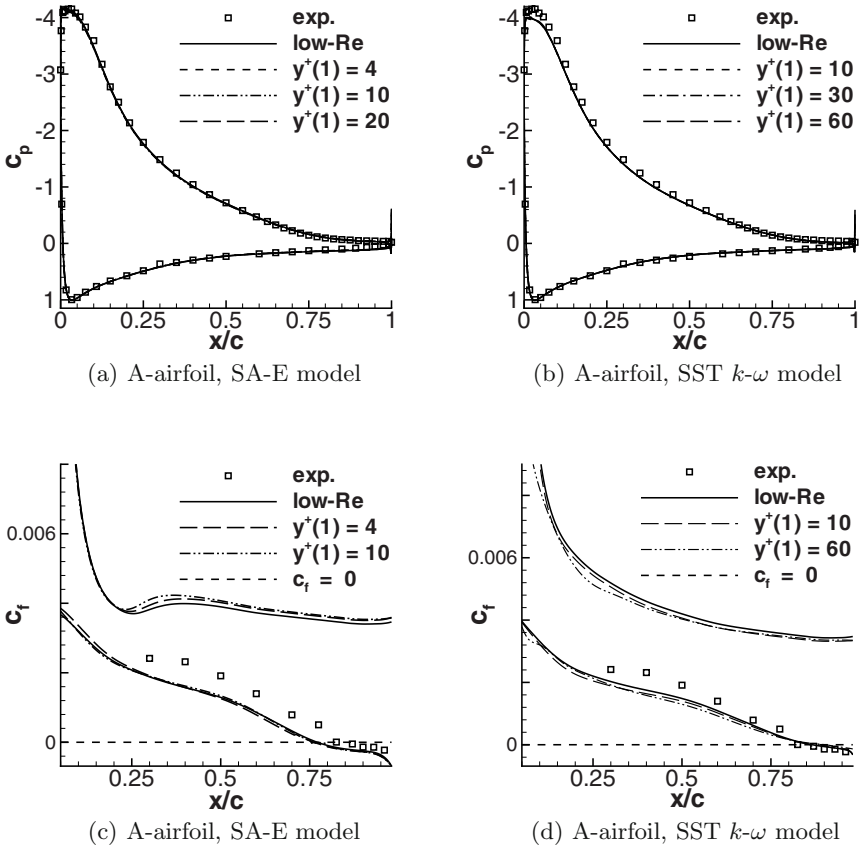 -4
-3
-2
-1
0
1
c_p
exp.
low-Re
y⁺(1) = 4
y⁺(1) = 10
y⁺(1) = 20
0 0.25 0.5 0.75 1
x/c
(a) A-airfoil, SA-E model
-4
-3
-2
-1
0
1
c_p
exp.
low-Re
y⁺(1) = 10
y⁺(1) = 30
y⁺(1) = 60
0 0.25 0.5 0.75 1
x/c
(b) A-airfoil, SST k-ω model
0.006
0
c_f
exp.
low-Re
y⁺(1) = 4
y⁺(1) = 10
c_f = 0
0.25 0.5 0.75
x/c
(c) A-airfoil, SA-E model
0.006
0
c_f
exp.
low-Re
y⁺(1) = 10
y⁺(1) = 60
c_f = 0
0.25 0.5 0.75
x/c
(d) A-airfoil, SST k-ω model